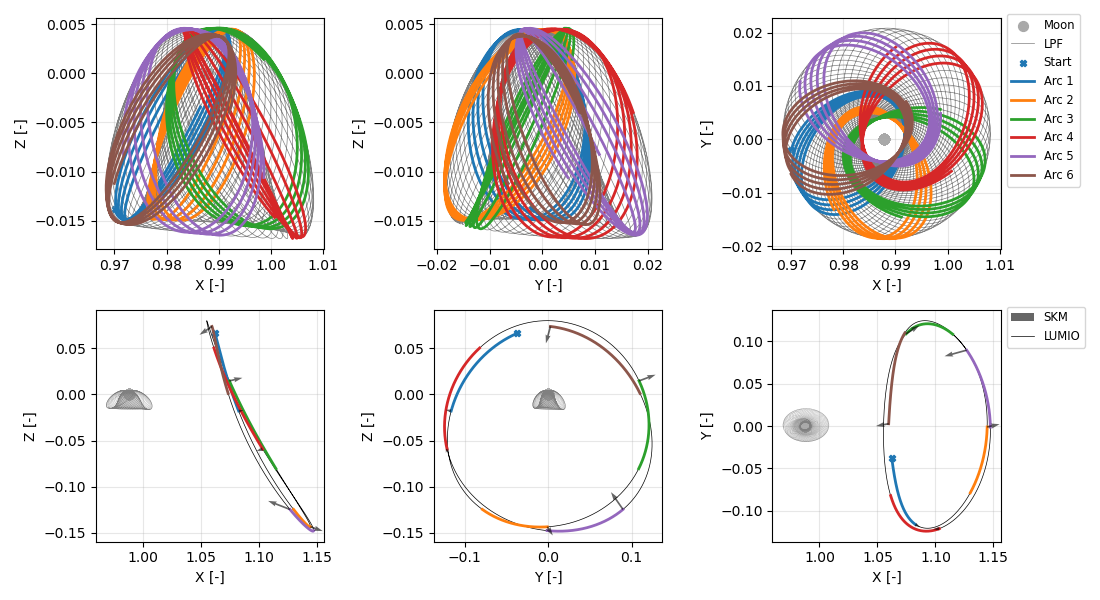 0.005
0.000
−0.005
−0.010
−0.015
Z [-]
0.97 0.98 0.99 1.00 1.01
X [-]
0.005
0.000
−0.005
−0.010
−0.015
Z [-]
−0.02 −0.01 0.00 0.01 0.02
Y [-]
0.02
0.01
0.00
−0.01
−0.02
Y [-]
0.97 0.98 0.99 1.00 1.01
X [-]
Moon
LPF
Start
Arc 1
Arc 2
Arc 3
Arc 4
Arc 5
Arc 6
0.05
0.00
−0.05
−0.10
−0.15
Z [-]
1.00 1.05 1.10 1.15
X [-]
0.05
0.00
−0.05
−0.10
−0.15
Z [-]
−0.1 0.0 0.1
Y [-]
0.10
0.05
0.00
−0.05
−0.10
Y [-]
1.00 1.05 1.10 1.15
X [-]
SKM
LUMIO